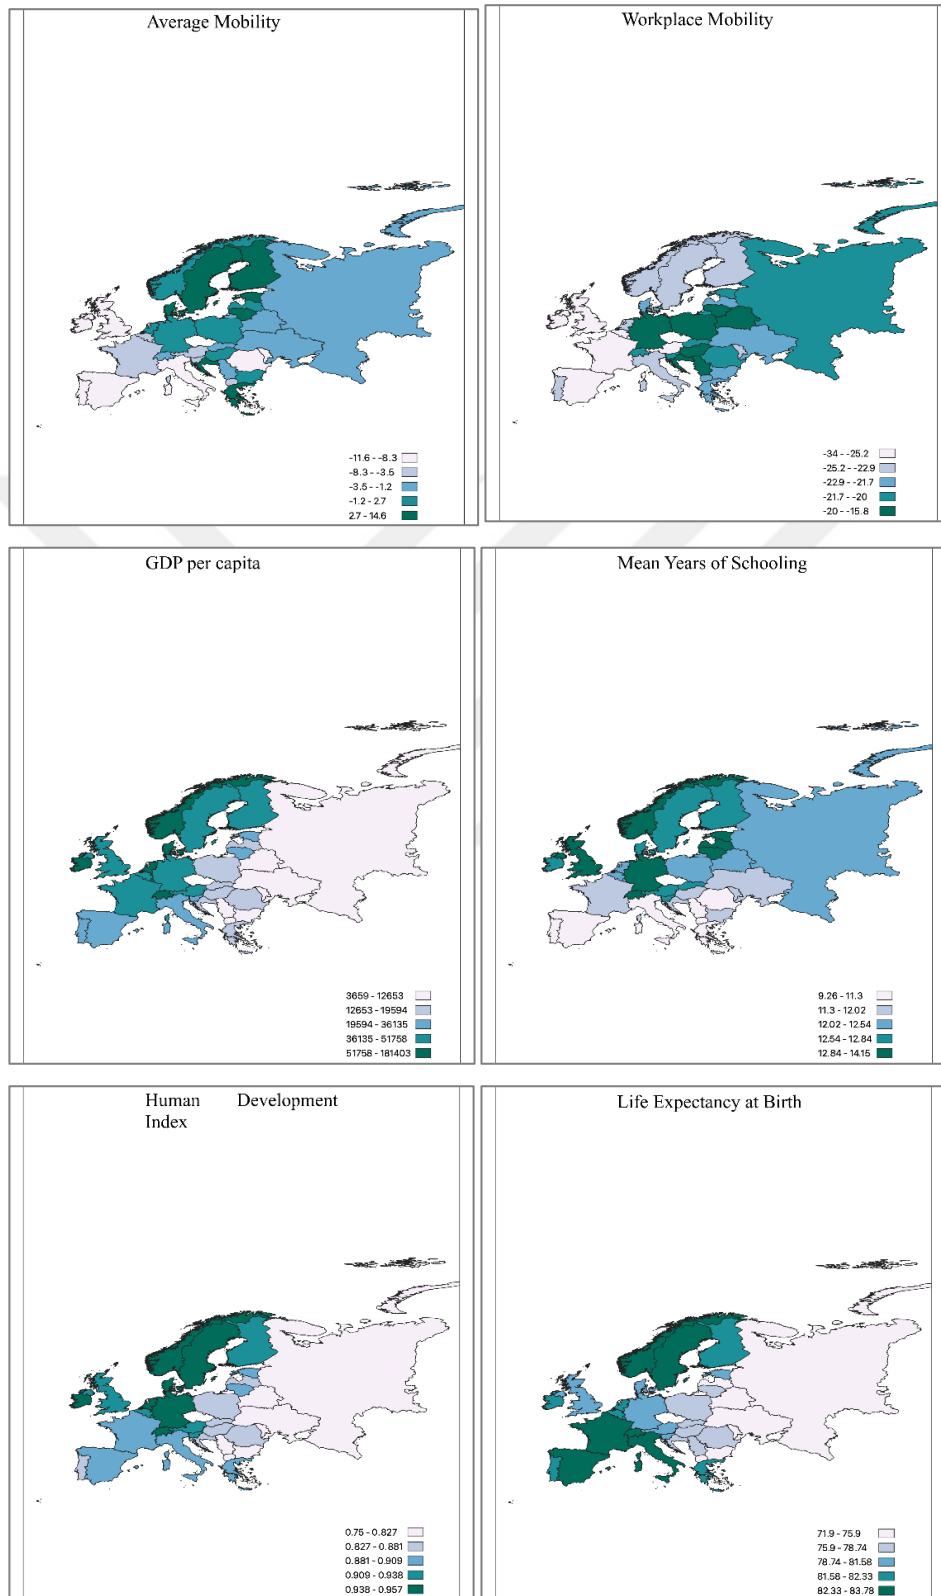 Average Mobility
-11.6 - -8.3
-8.3 - -3.5
-3.5 - -1.2
-1.2 - 2.7
2.7 - 14.6
Workplace Mobility
-34 - -25.2
-25.2 - -22.9
-22.9 - -21.7
-21.7 - -20
-20 - -15.8
GDP per capita
3659 - 12653
12653 - 19594
19594 - 36135
36135 - 51758
51758 - 181403
Mean Years of Schooling
9.26 - 11.3
11.3 - 12.02
12.02 - 12.54
12.54 - 12.84
12.84 - 14.15
Human Development
Index
0.75 - 0.827
0.827 - 0.881
0.881 - 0.909
0.909 - 0.938
0.938 - 0.957
Life Expectancy at Birth
71.9 - 75.9
75.9 - 78.74
78.74 - 81.58
81.58 - 82.33
82.33 - 83.78